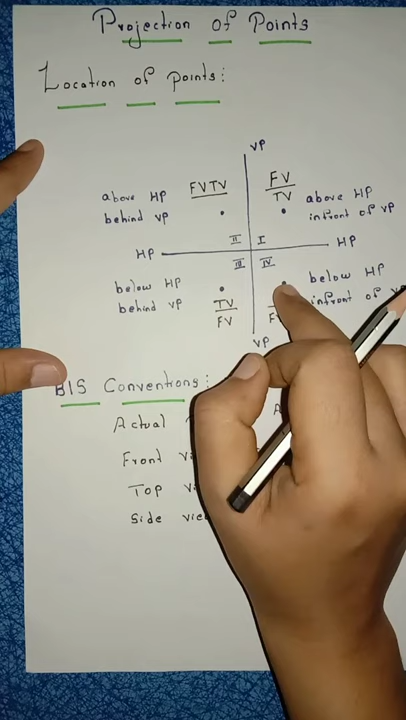 Projection of Points
Location of points:
VP
above HP
behind VP
FVTV
FV
TV
above HP
infront of VP
II
I
HP
HP
III
IV
below HP
behind VP
TV
FV
below HP
infront of
VP
BIS Conventions:
Actual
Front
Top
Side view